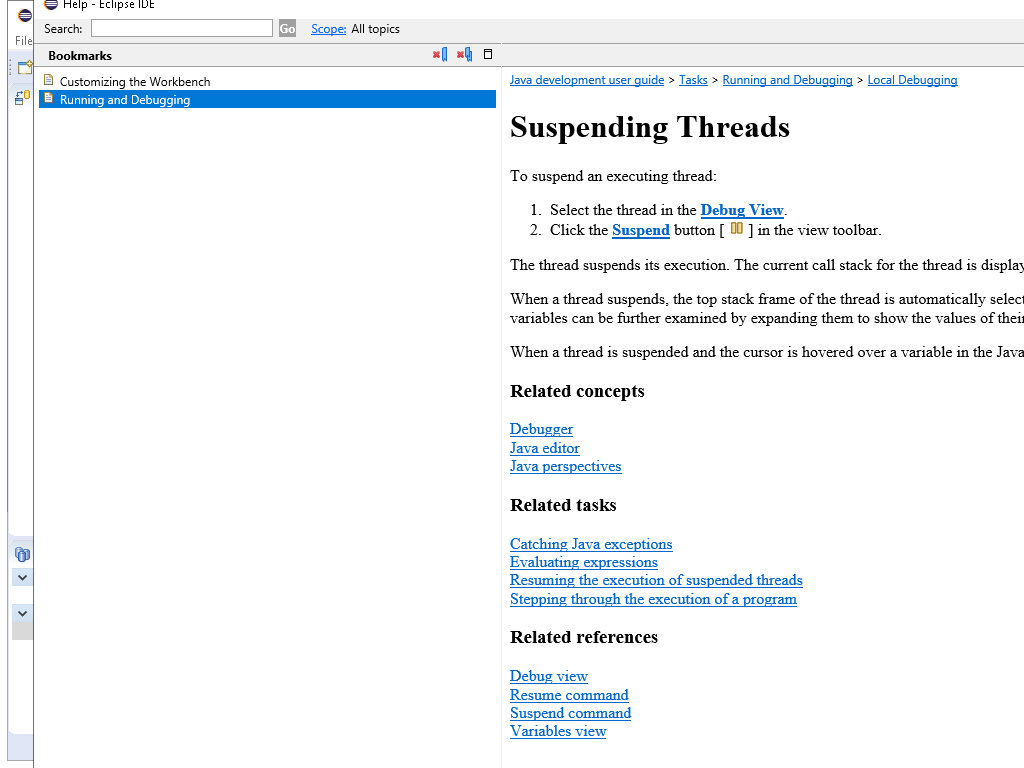 Help - Eclipse IDE
File
Search: Go Scope: All topics
Bookmarks
Customizing the Workbench
Running and Debugging
Java development user guide > Tasks > Running and Debugging > Local Debugging
Suspending Threads
To suspend an executing thread:
1. Select the thread in the Debug View.
2. Click the Suspend button [ ] in the view toolbar.
The thread suspends its execution. The current call stack for the thread is display
When a thread suspends, the top stack frame of the thread is automatically select
variables can be further examined by expanding them to show the values of their
When a thread is suspended and the cursor is hovered over a variable in the Java
Related concepts
Debugger
Java editor
Java perspectives
Related tasks
Catching Java exceptions
Evaluating expressions
Resuming the execution of suspended threads
Stepping through the execution of a program
Related references
Debug view
Resume command
Suspend command
Variables view